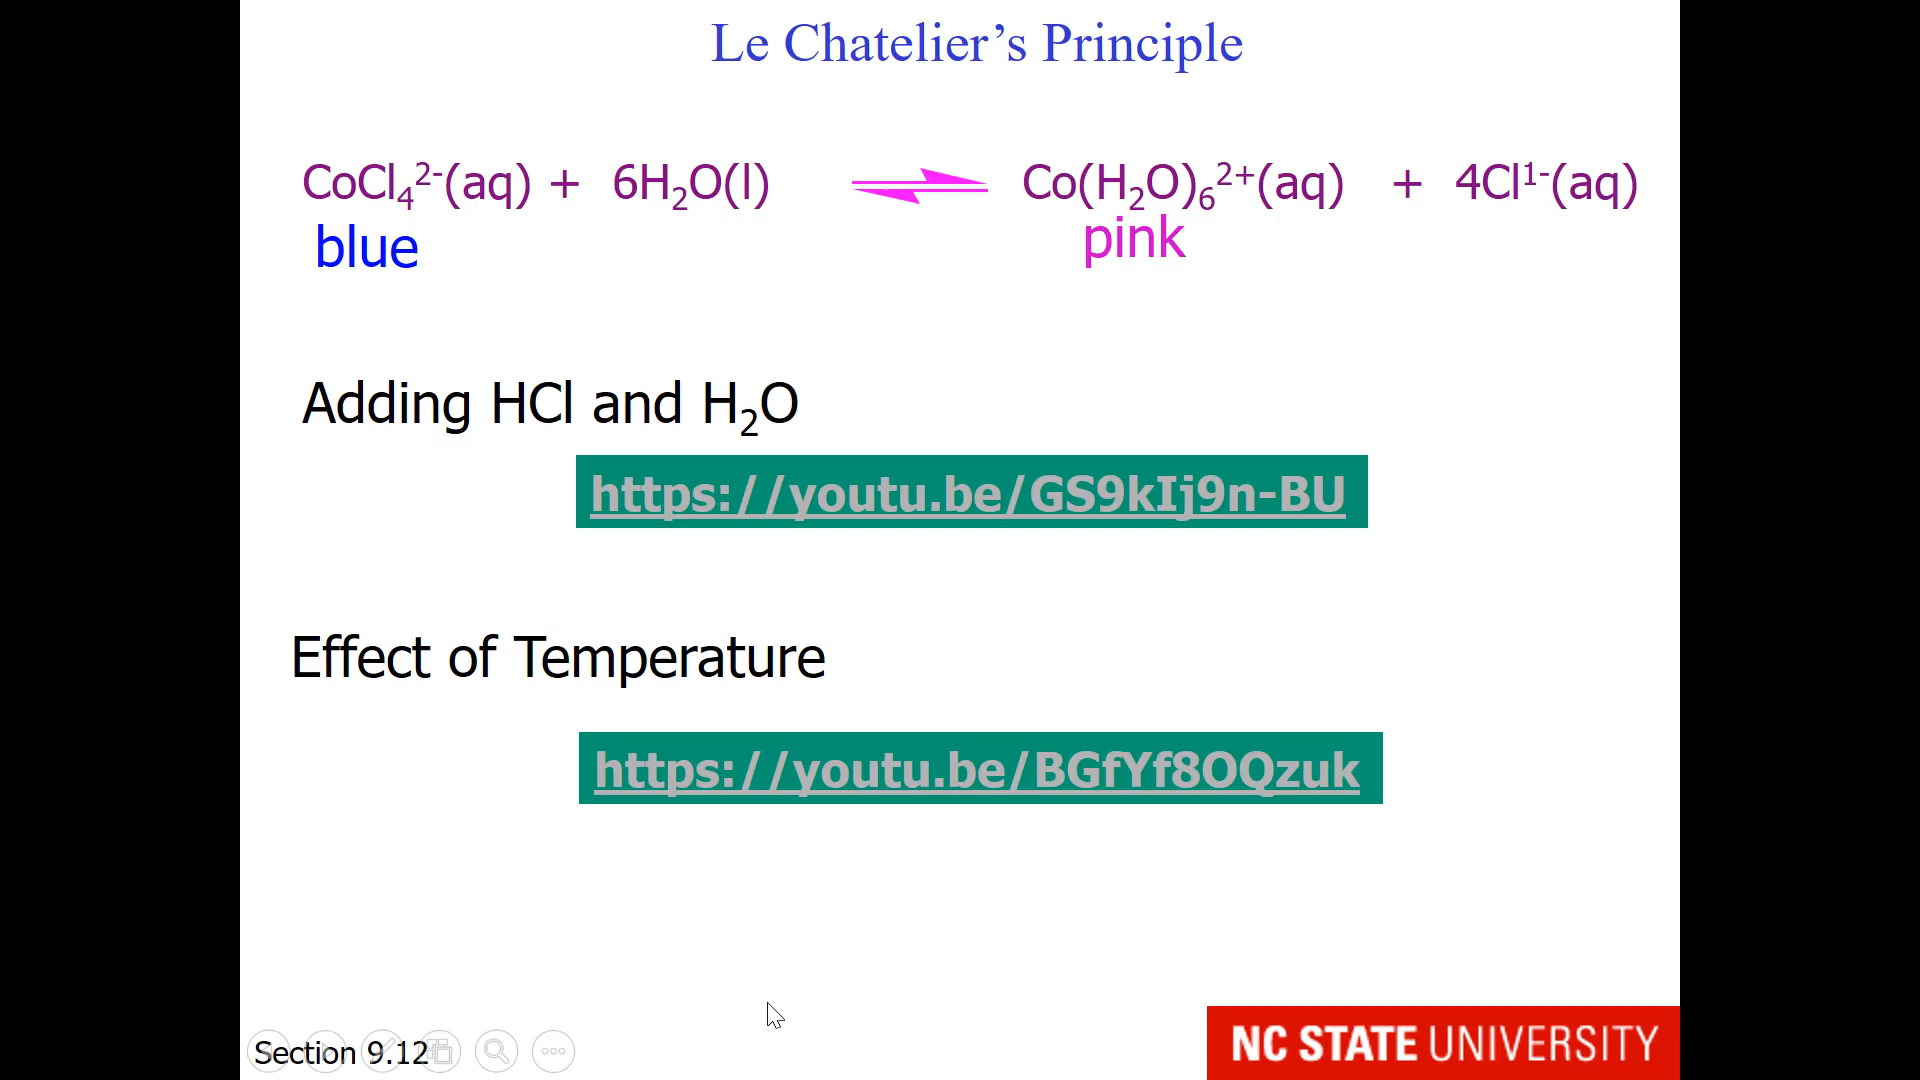 Le Chatelier’s Principle
CoCl₄²⁻(aq) + 6H₂O(l) ⇌ Co(H₂O)₆²⁺(aq) + 4Cl¹⁻(aq)
blue pink
Adding HCl and H₂O
https://youtu.be/GS9kIj9n-BU
Effect of Temperature
https://youtu.be/BGfYf8OQzuk
Section 9.12
NC STATE UNIVERSITY